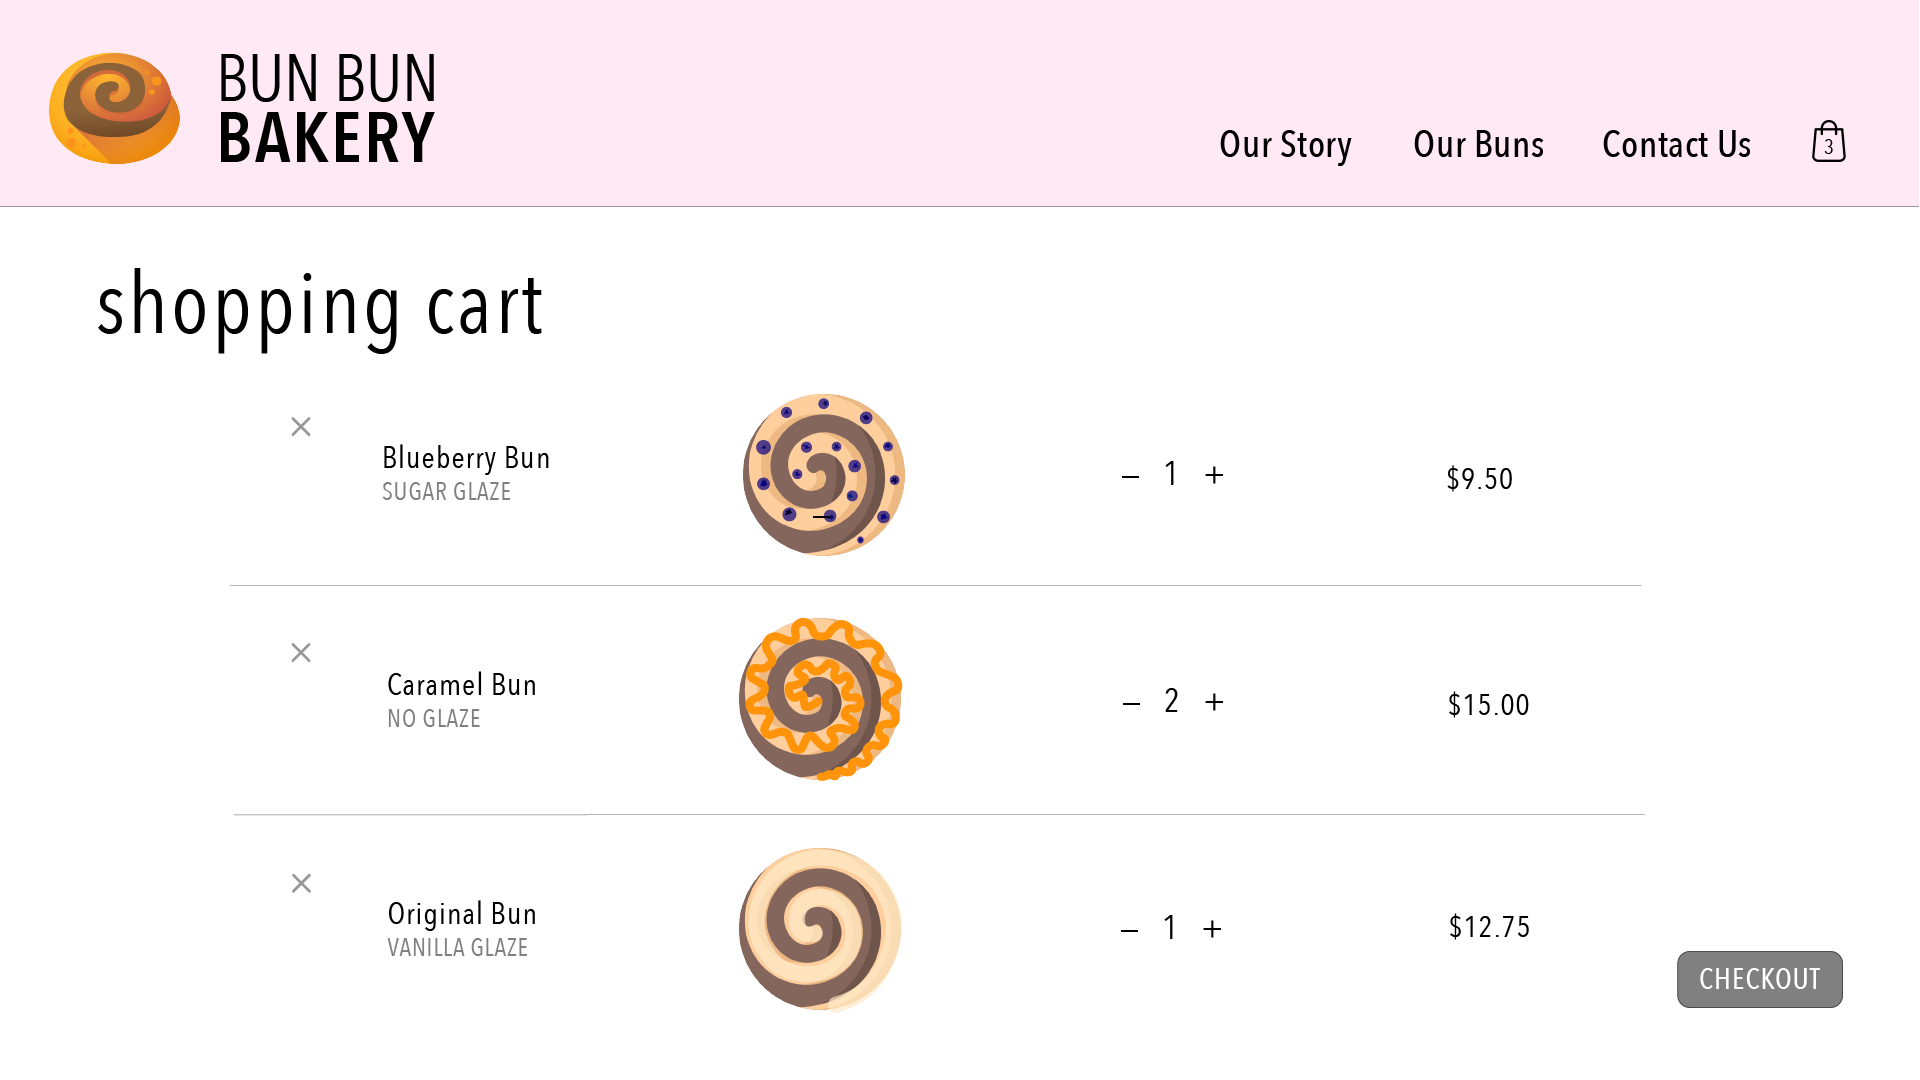 BUN BUN
BAKERY
Our Story
Our Buns
Contact Us
3
shopping cart
Blueberry Bun
SUGAR GLAZE
– 1 +
$9.50
Caramel Bun
NO GLAZE
– 2 +
$15.00
Original Bun
VANILLA GLAZE
– 1 +
$12.75
CHECKOUT